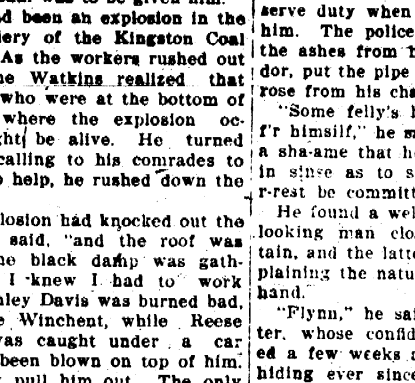 d been an explosion in the
iery of the Kingston Coal
As the workers rushed out
ne Watkins realized that
who were at the bottom of
where the explosion oc-
ght be alive. He turned
calling to his comrades to
help, he rushed down the
losion had knocked out the
said, "and the roof was
ne black damp was gath-
I knew I had to work
nley Davis was burned bad,
e Winchent, while Reese
was caught under a car
been blown on top of him.
pull him out. The only
serve duty when
him. The police
the ashes from
dor, put the pipe
rose from his cha
"Some felly's
f'r himsilf," he s
a sha-ame that h
in sinse as to s
r-rest be committ
He found a wel
looking man clo
tain, and the latt
plaining the natu
hand.
"Flynn," he sai
ter, whose confid
ed a few weeks
hiding ever since